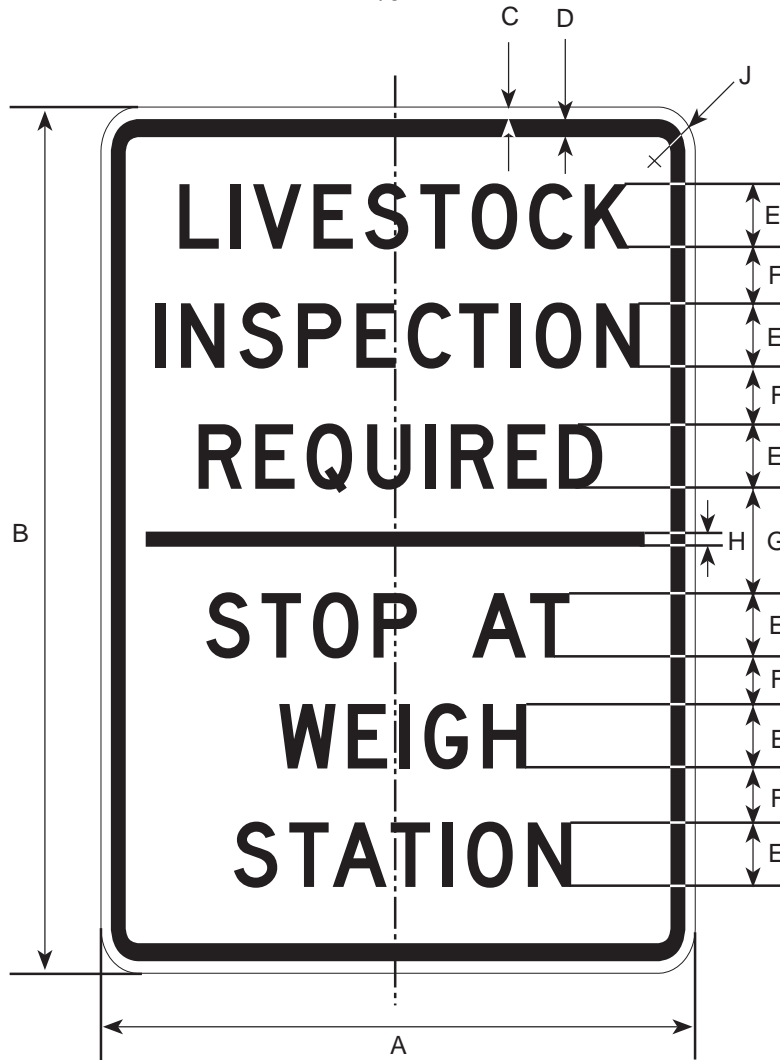 C D
J
LIVESTOCK E
F
INSPECTION E
F
REQUIRED E
B H G
STOP AT E
F
WEIGH E
F
STATION E
A